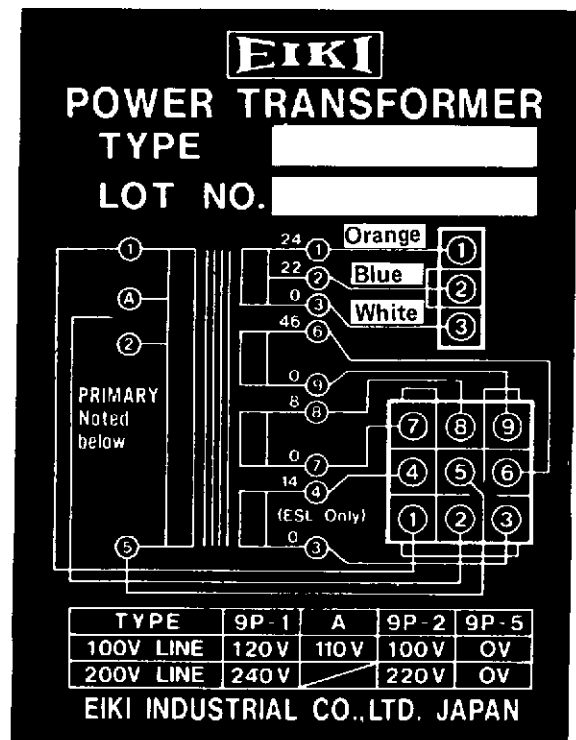 EIKI
POWER TRANSFORMER
TYPE
LOT NO.
1 24 1 Orange 1
A 22 2 Blue 2
2 0 3 White 3
46 6
PRIMARY
Noted
below
0 9
8 8
0 7
14 4
(ESL Only)
5 0 3
7 8 9
4 5 6
1 2 3
TYPE 9P-1 A 9P-2 9P-5
100V LINE 120V 110V 100V 0V
200V LINE 240V 220V 0V
EIKI INDUSTRIAL CO.,LTD. JAPAN